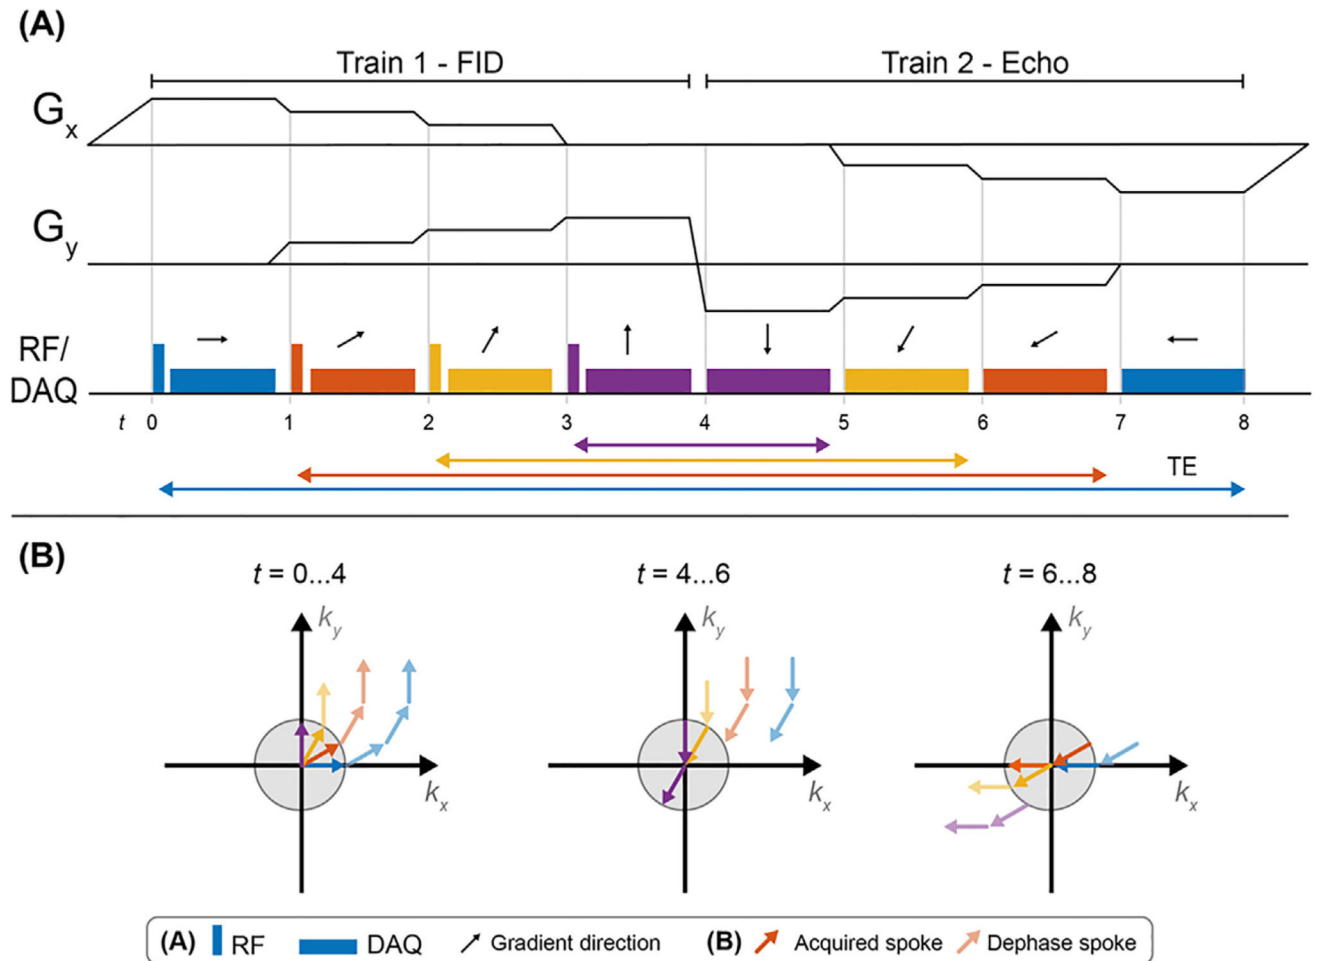 (A)
Train 1 - FID
Train 2 - Echo
Gx
Gy
RF/
DAQ
t 0 1 2 3 4 5 6 7 8
TE
(B)
t = 0...4
t = 4...6
t = 6...8
ky
ky
ky
kx
kx
kx
(A) RF DAQ Gradient direction (B) Acquired spoke Dephase spoke